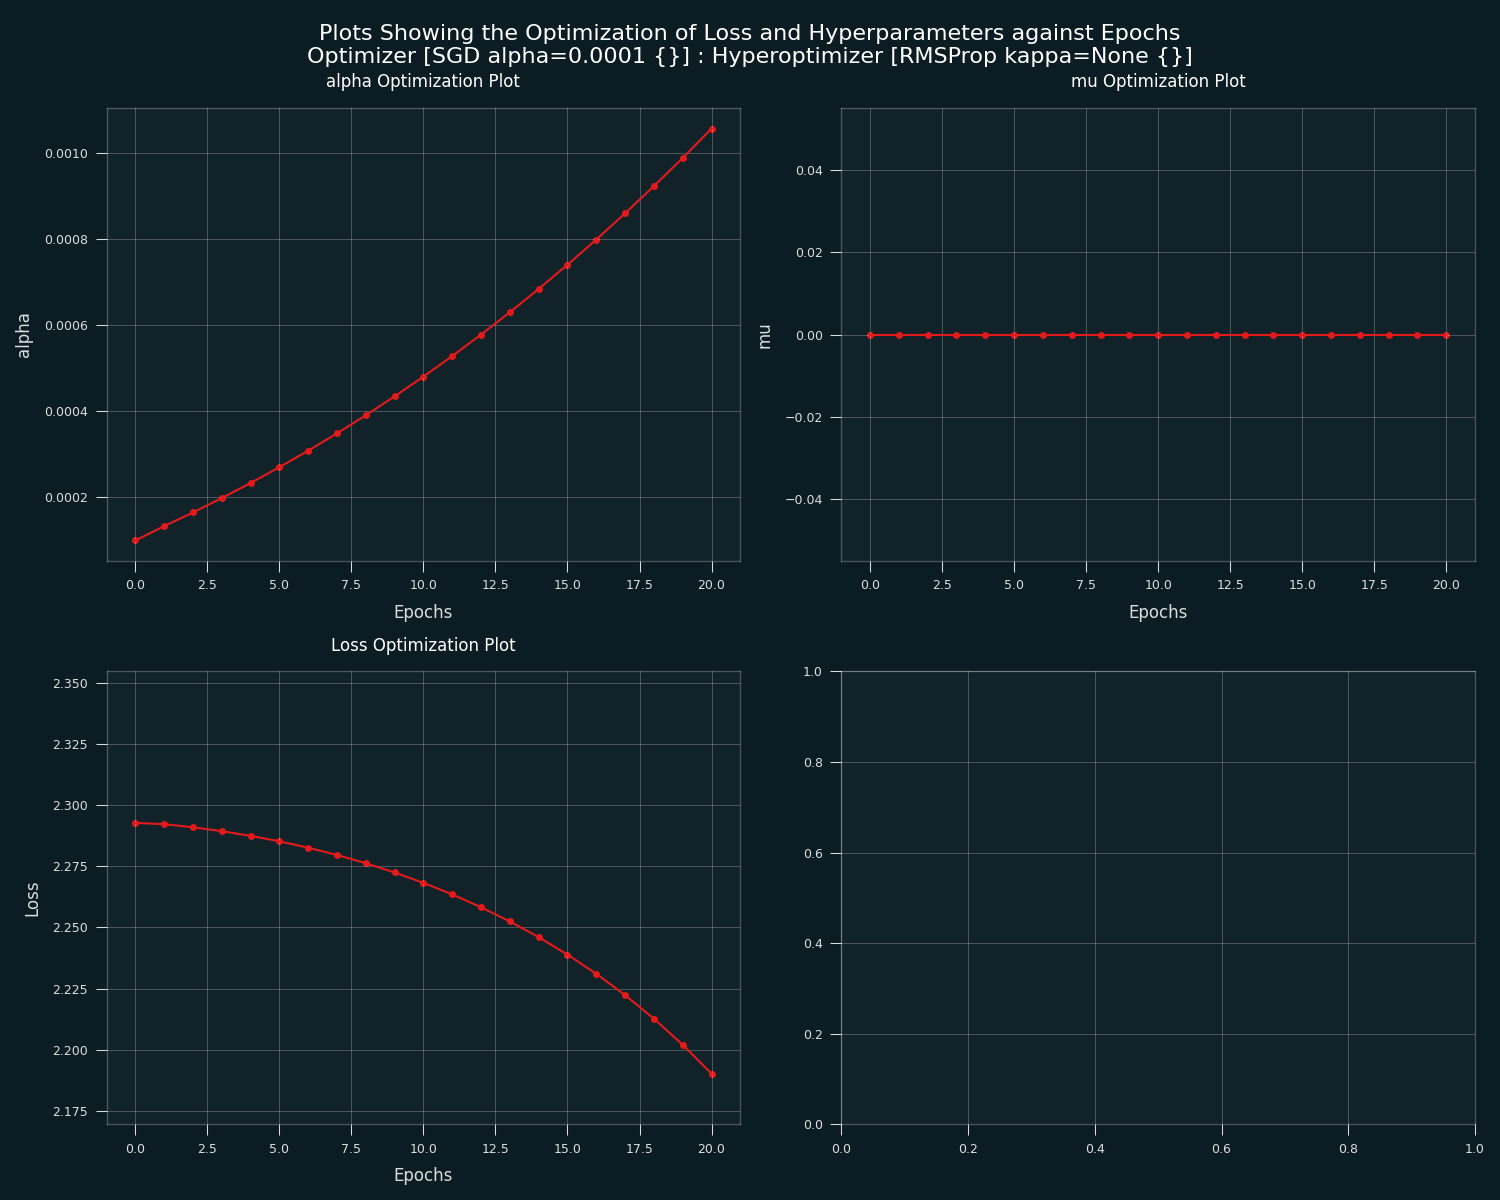 Plots Showing the Optimization of Loss and Hyperparameters against Epochs
Optimizer [SGD alpha=0.0001 {}] : Hyperoptimizer [RMSProp kappa=None {}]
alpha Optimization Plot
0.0010
0.0008
0.0006
0.0004
0.0002
alpha
0.0 2.5 5.0 7.5 10.0 12.5 15.0 17.5 20.0
Epochs
mu Optimization Plot
0.04
0.02
0.00
−0.02
−0.04
mu
0.0 2.5 5.0 7.5 10.0 12.5 15.0 17.5 20.0
Epochs
Loss Optimization Plot
2.350
2.325
2.300
2.275
2.250
2.225
2.200
2.175
Loss
0.0 2.5 5.0 7.5 10.0 12.5 15.0 17.5 20.0
Epochs
1.0
0.8
0.6
0.4
0.2
0.0
0.0 0.2 0.4 0.6 0.8 1.0